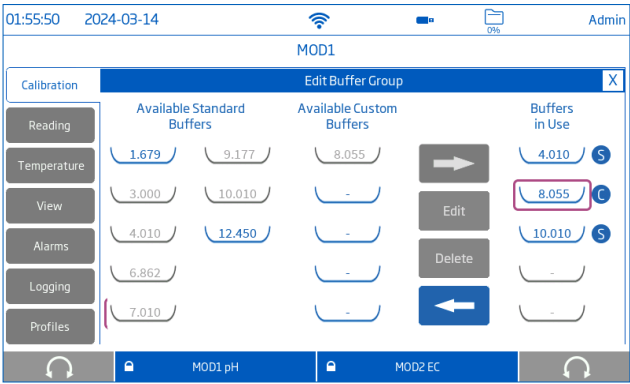 01:55:50 2024-03-14 0% Admin
MOD1
Calibration
Edit Buffer Group X
Reading
Temperature
View
Alarms
Logging
Profiles
Available Standard
Buffers
1.679 9.177
3.000 10.010
4.010 12.450
6.862
7.010
Available Custom
Buffers
8.055
-
-
-
-
Edit
Delete
Buffers
in Use
4.010 S
8.055 C
10.010 S
-
-
MOD1 pH
MOD2 EC